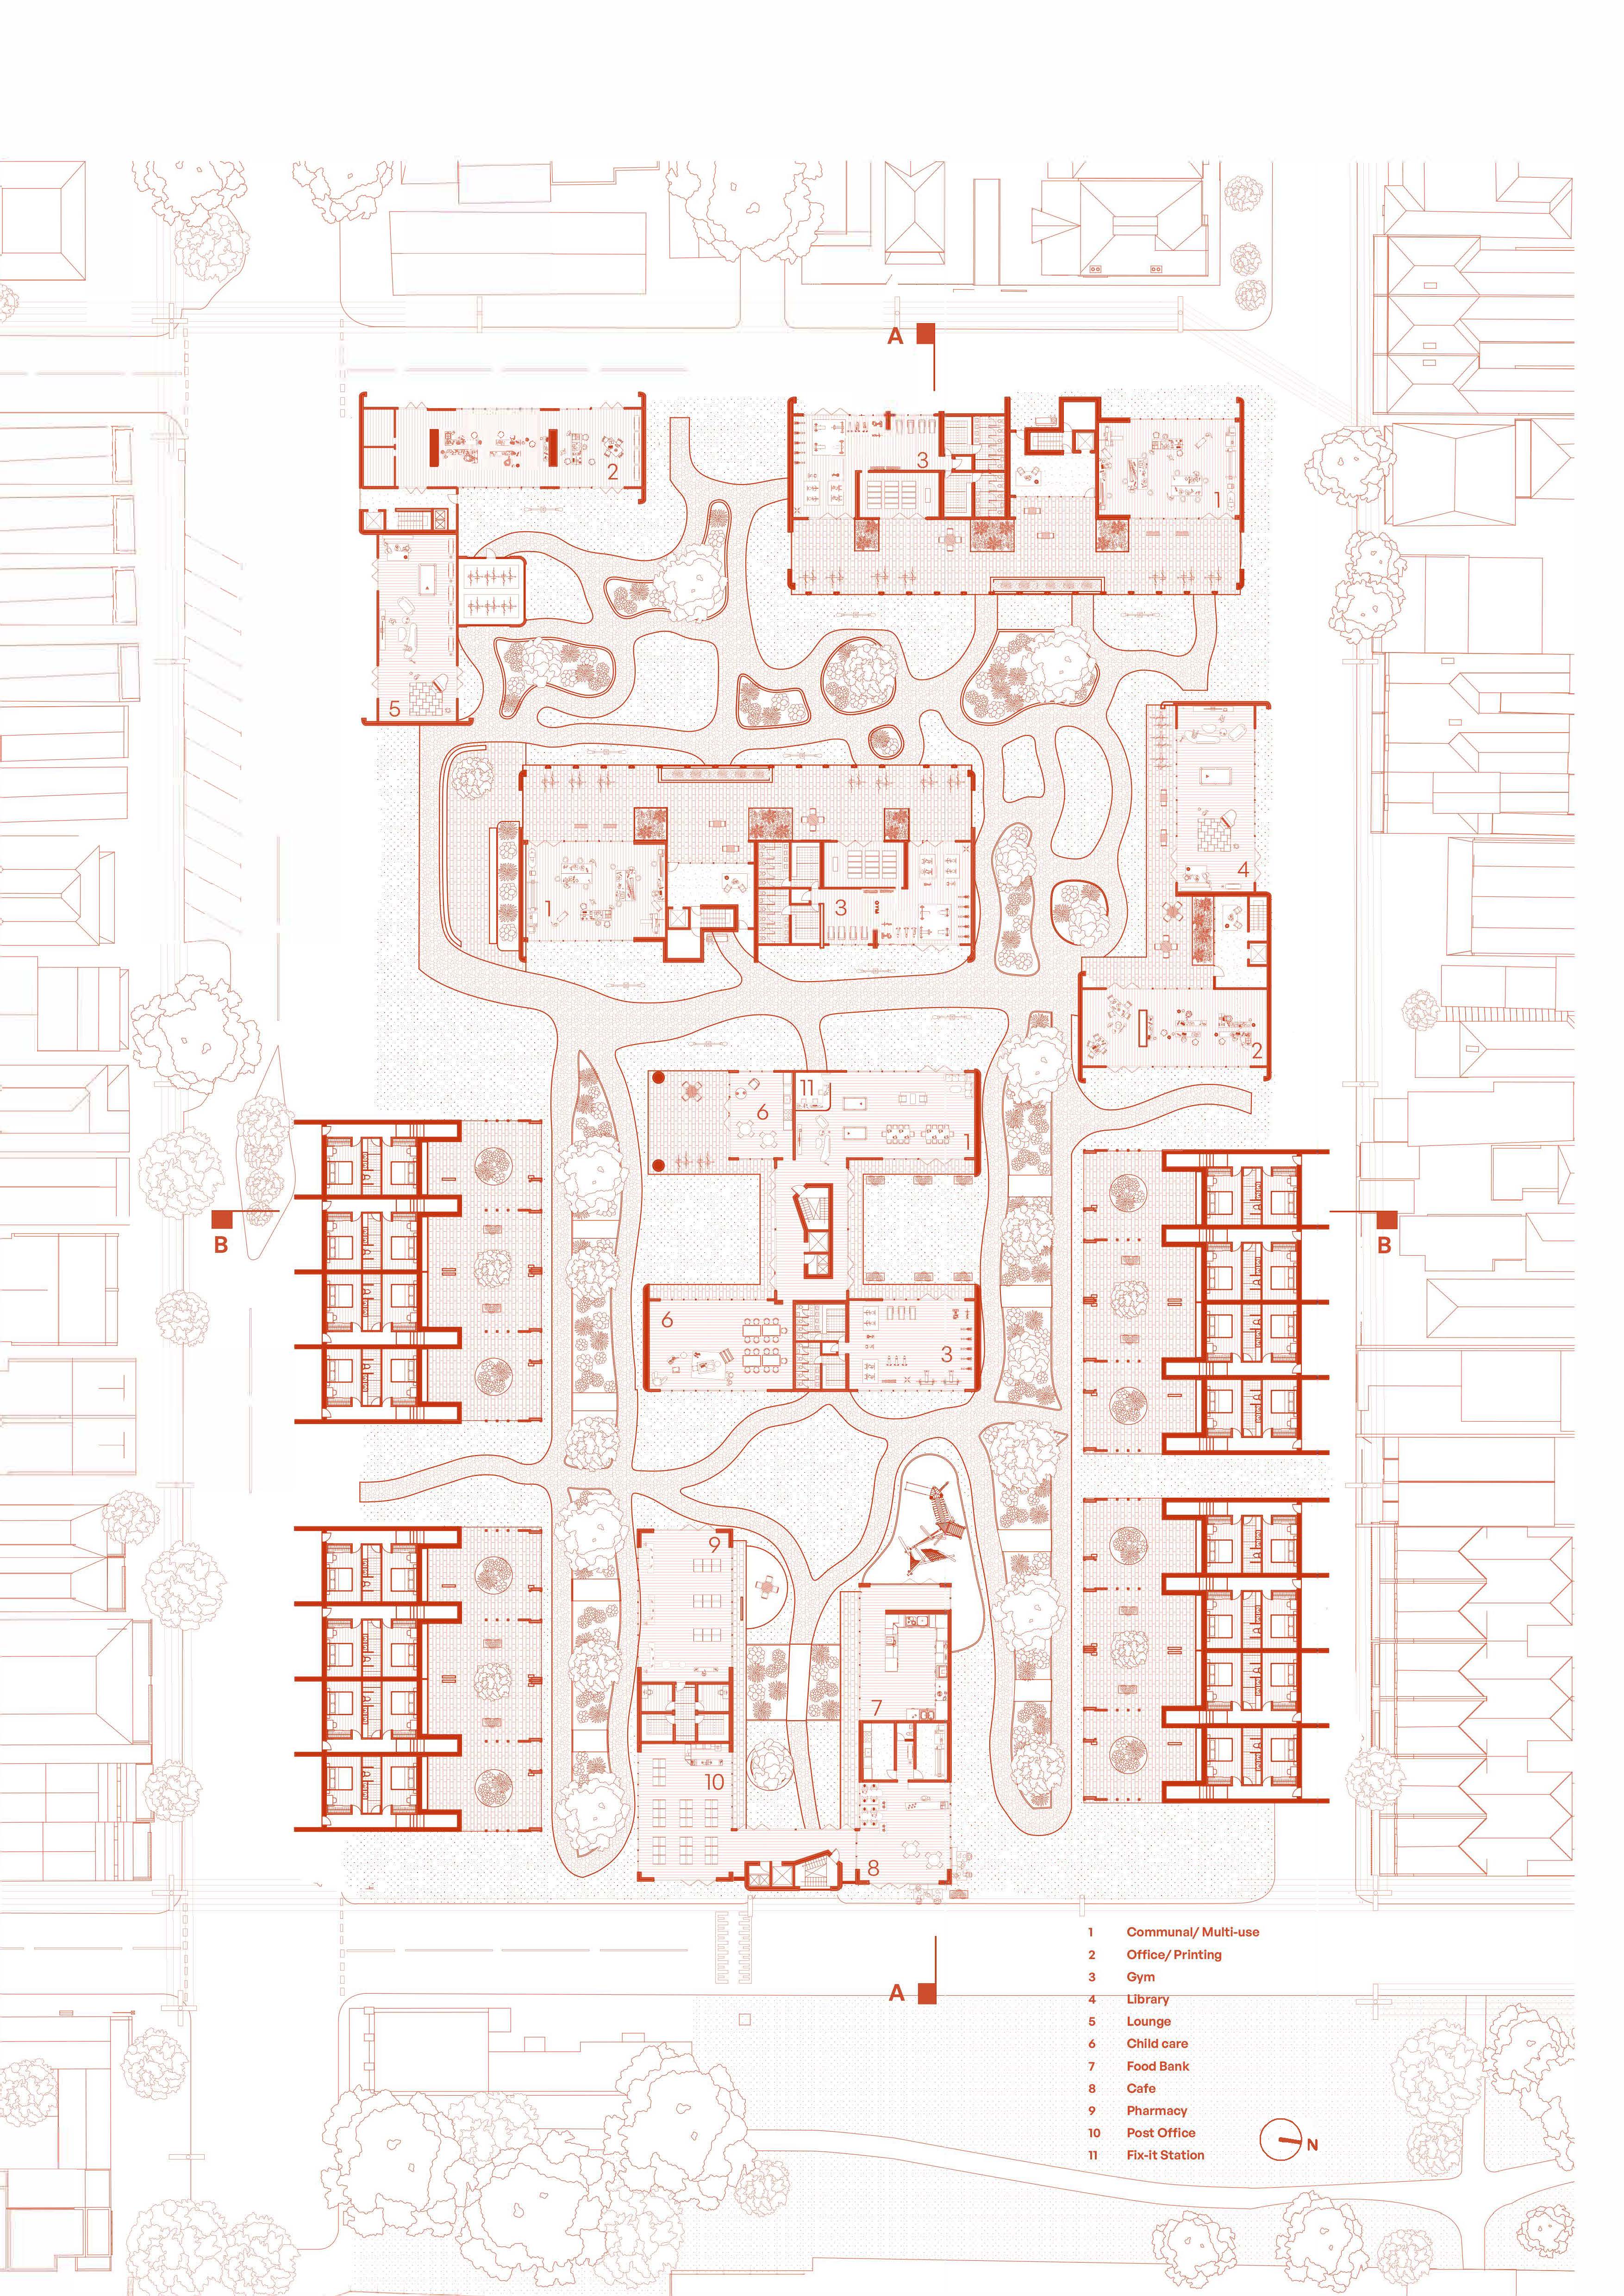 A
2
3
1
5
4
1
3
2
11
6
1
B
B
6
3
9
7
10
8
A
1 Communal/ Multi-use
2 Office/ Printing
3 Gym
4 Library
5 Lounge
6 Child care
7 Food Bank
8 Cafe
9 Pharmacy
10 Post Office
11 Fix-it Station
N